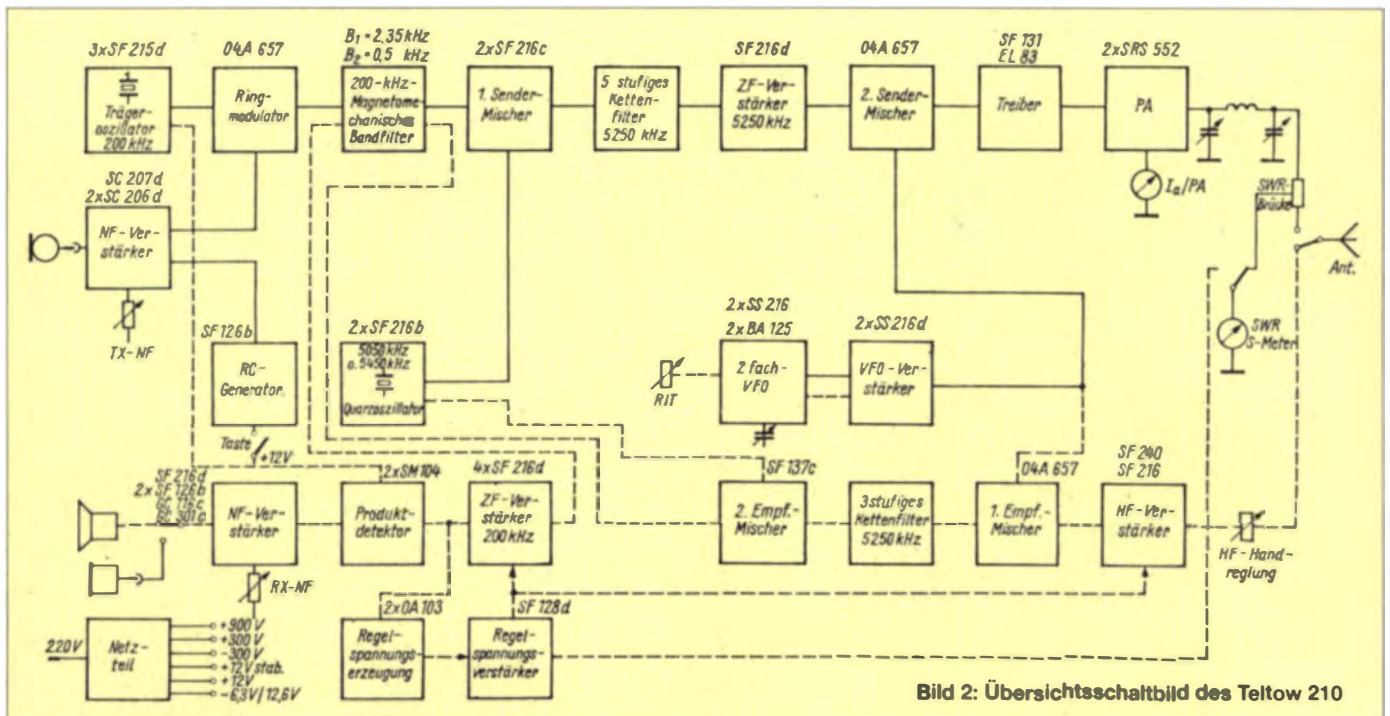 3xSF 215d
Träger-
oszillator
200 kHz
04A 657
Ring-
modulator
B₁ = 2,35 kHz
B₂ = 0,5 kHz
200-kHz-
Magnetome-
chanisches
Bandfilter
2xSF 216c
1. Sender-
Mischer
5 stufiges
Ketten-
filter
5250 kHz
SF 216d
ZF-Ver-
stärker
5250 kHz
04A 657
2. Sender-
Mischer
SF 131
EL 83
Treiber
2xSRS 552
PA
Iₐ/PA
SWR-
Brücke
Ant.
SWR
S-Meter
SC 207d
2xSC 206d
NF-Ver-
stärker
TX-NF
SF 126b
RC-
Generator
Taste
+12V
2xSF 216b
5050 kHz
o. 5450 kHz
Quarzoszillator
RIT
2xSS 216
2xBA 125
2 fach-
VFO
2xSS 216d
VFO-Ver-
stärker
SF 216d
2x SF 126b
NF-Ver-
stärker
RX-NF
2xSM 104
Produkt-
detektor
4xSF 216d
ZF-Ver-
stärker
200 kHz
SF 137c
2. Empf.-
Mischer
3 stufiges
Kettenfilter
5250 kHz
04A 657
1. Empf.-
Mischer
SF 240
SF 216
HF-Ver-
stärker
HF-Hand-
reglung
220V
Netz-
teil
+900 V
+300 V
-300 V
+12V stab.
+12V
~6,3V/12,6V
2x0A 103
Regel-
spannungs-
erzeugung
SF 128d
Regel-
spannungs-
verstärker
Bild 2: Übersichtsschaltbild des Teltow 210